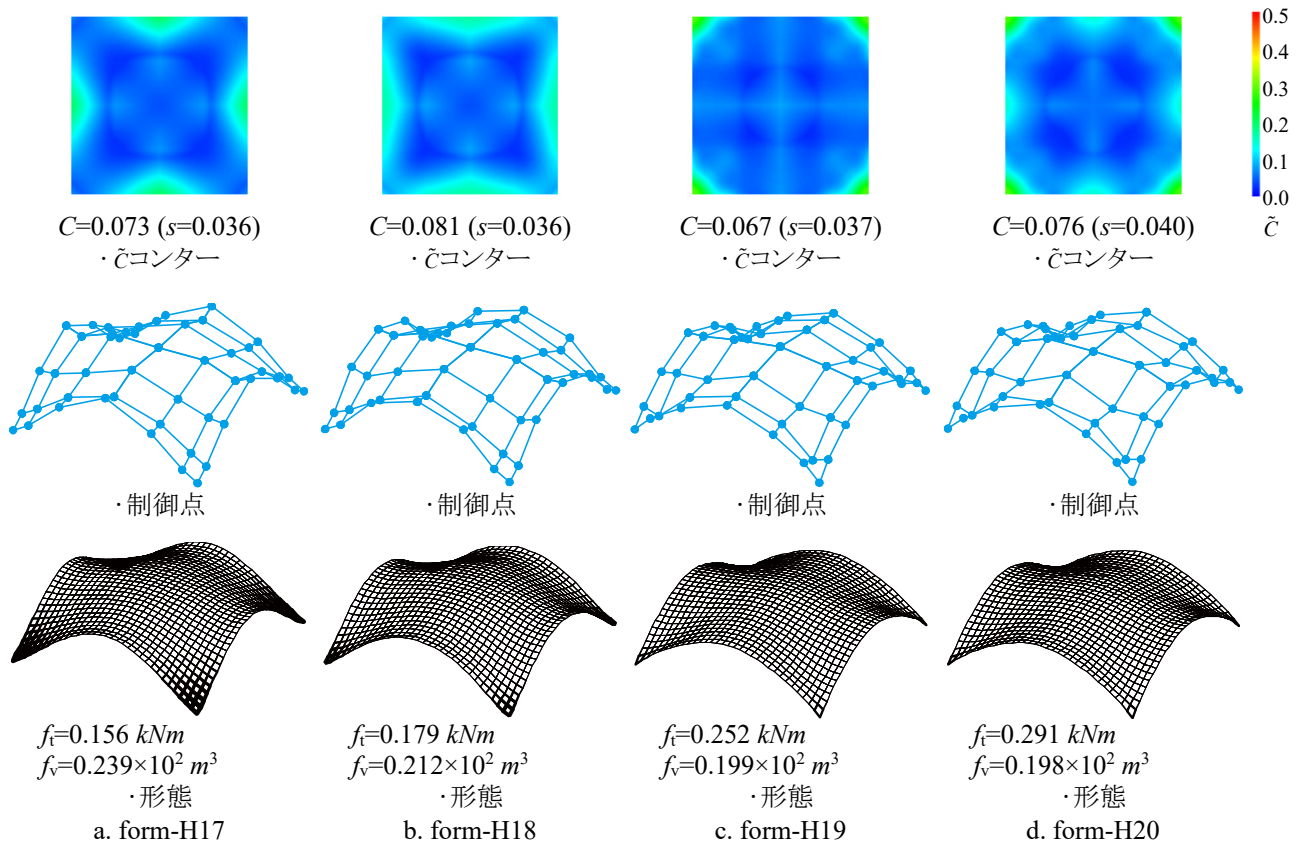 0.5
0.4
0.3
0.2
0.1
0.0
C̃
C=0.073 (s=0.036)
・C̃コンター
C=0.081 (s=0.036)
・C̃コンター
C=0.067 (s=0.037)
・C̃コンター
C=0.076 (s=0.040)
・C̃コンター
・制御点
・制御点
・制御点
・制御点
fₜ=0.156 kNm
fᵥ=0.239×10² m³
・形態
a. form-H17
fₜ=0.179 kNm
fᵥ=0.212×10² m³
・形態
b. form-H18
fₜ=0.252 kNm
fᵥ=0.199×10² m³
・形態
c. form-H19
fₜ=0.291 kNm
fᵥ=0.198×10² m³
・形態
d. form-H20